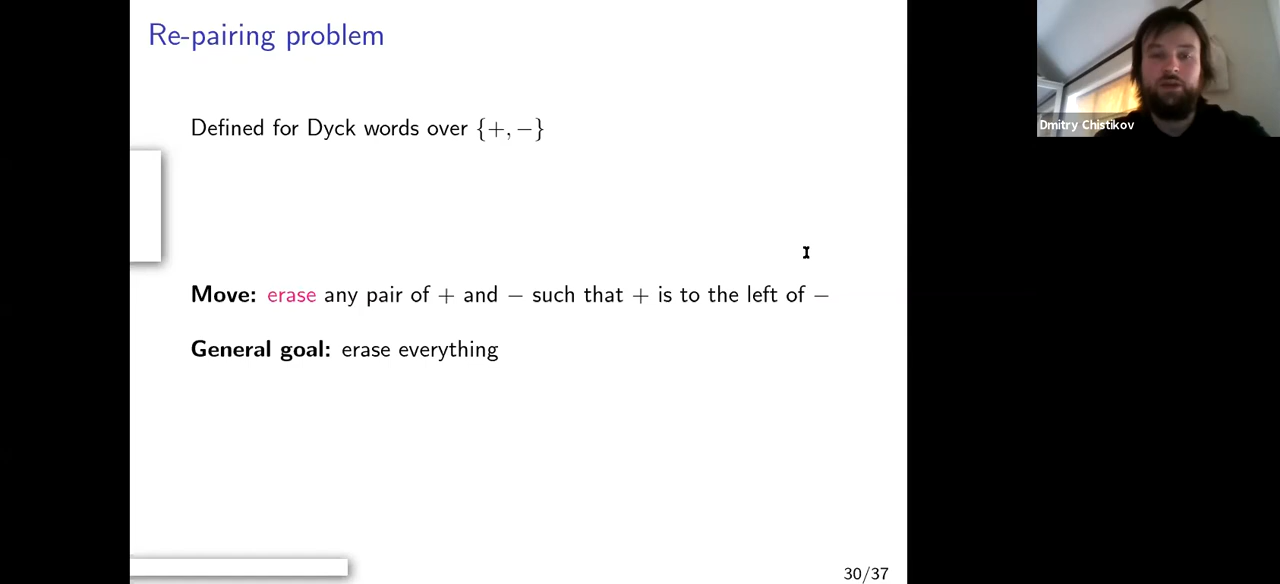 Re-pairing problem
Dmitry Chistikov
Defined for Dyck words over {+, −}
Move: erase any pair of + and − such that + is to the left of −
General goal: erase everything
30/37